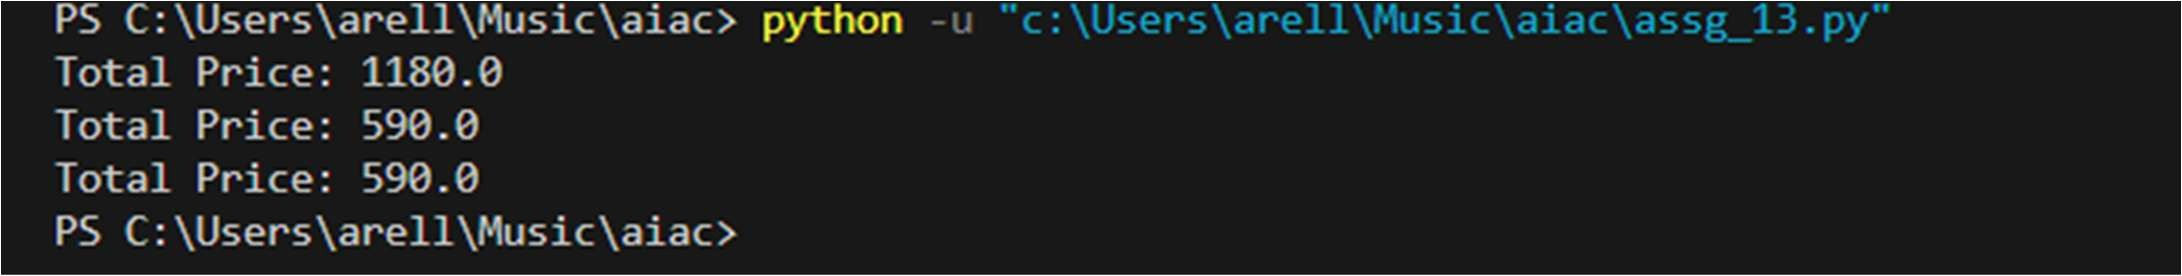 PS C:\Users\arell\Music\aiac> python -u "c:\Users\arell\Music\aiac\assg_13.py"
Total Price: 1180.0
Total Price: 590.0
Total Price: 590.0
PS C:\Users\arell\Music\aiac>